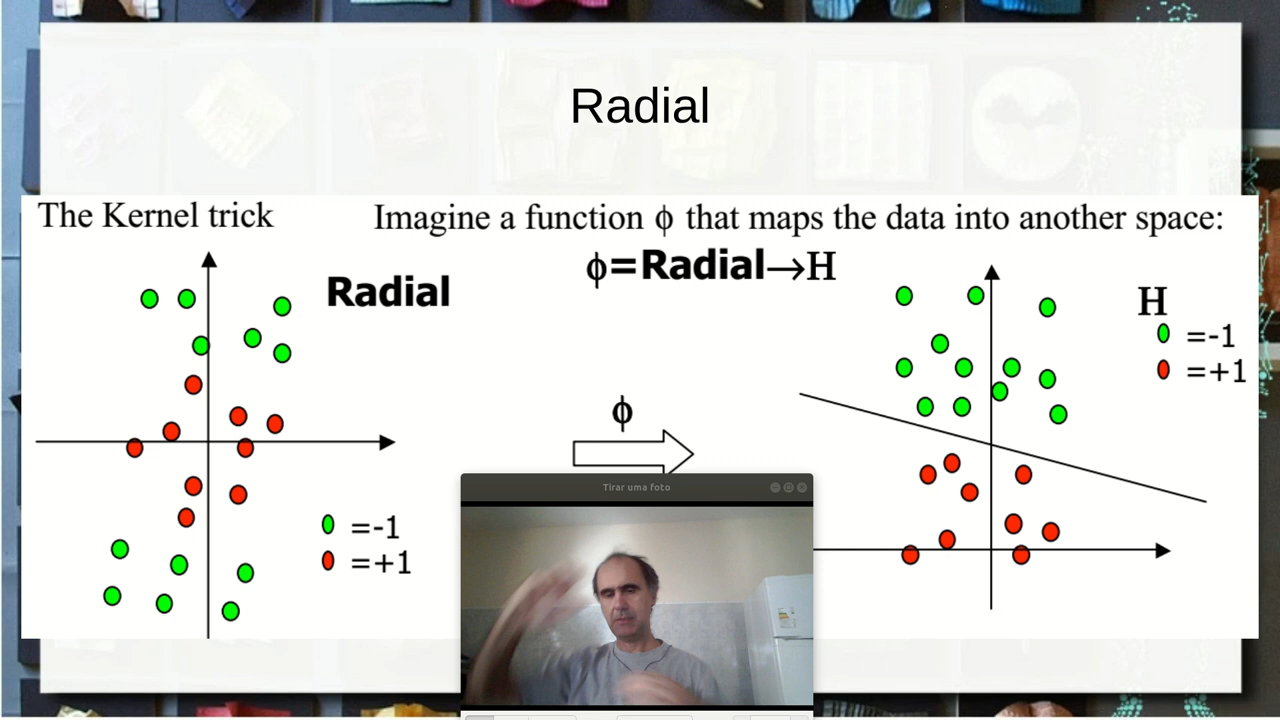 Radial
The Kernel trick
Imagine a function ϕ that maps the data into another space:
ϕ=Radial→H
Radial
H
=-1
=+1
ϕ
=-1
=+1
Tirar uma foto